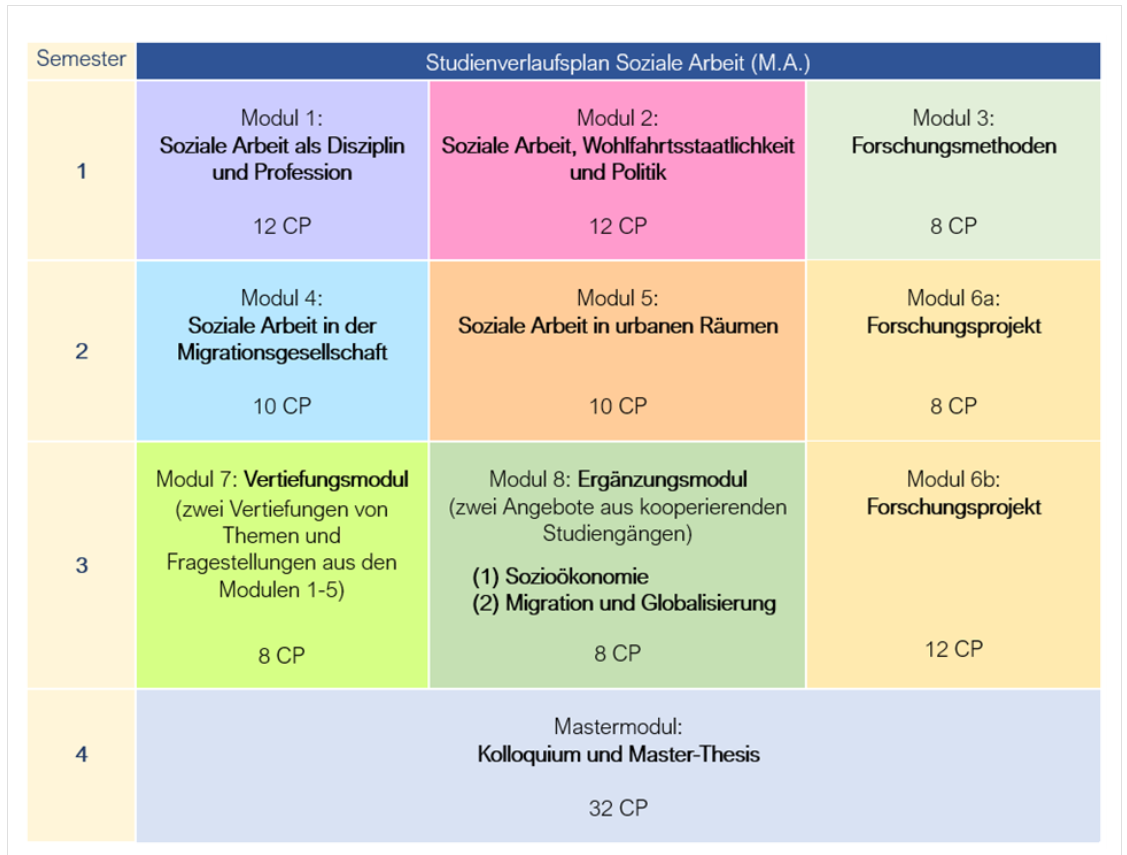 Semester
Studienverlaufsplan Soziale Arbeit (M.A.)
1
Modul 1:
Soziale Arbeit als Disziplin
und Profession
12 CP
Modul 2:
Soziale Arbeit, Wohlfahrtsstaatlichkeit
und Politik
12 CP
Modul 3:
Forschungsmethoden
8 CP
2
Modul 4:
Soziale Arbeit in der
Migrationsgesellschaft
10 CP
Modul 5:
Soziale Arbeit in urbanen Räumen
10 CP
Modul 6a:
Forschungsprojekt
8 CP
3
Modul 7: Vertiefungsmodul
(zwei Vertiefungen von
Themen und
Fragestellungen aus den
Modulen 1-5)
8 CP
Modul 8: Ergänzungsmodul
(zwei Angebote aus kooperierenden
Studiengängen)
(1) Sozioökonomie
(2) Migration und Globalisierung
8 CP
Modul 6b:
Forschungsprojekt
12 CP
4
Mastermodul:
Kolloquium und Master-Thesis
32 CP